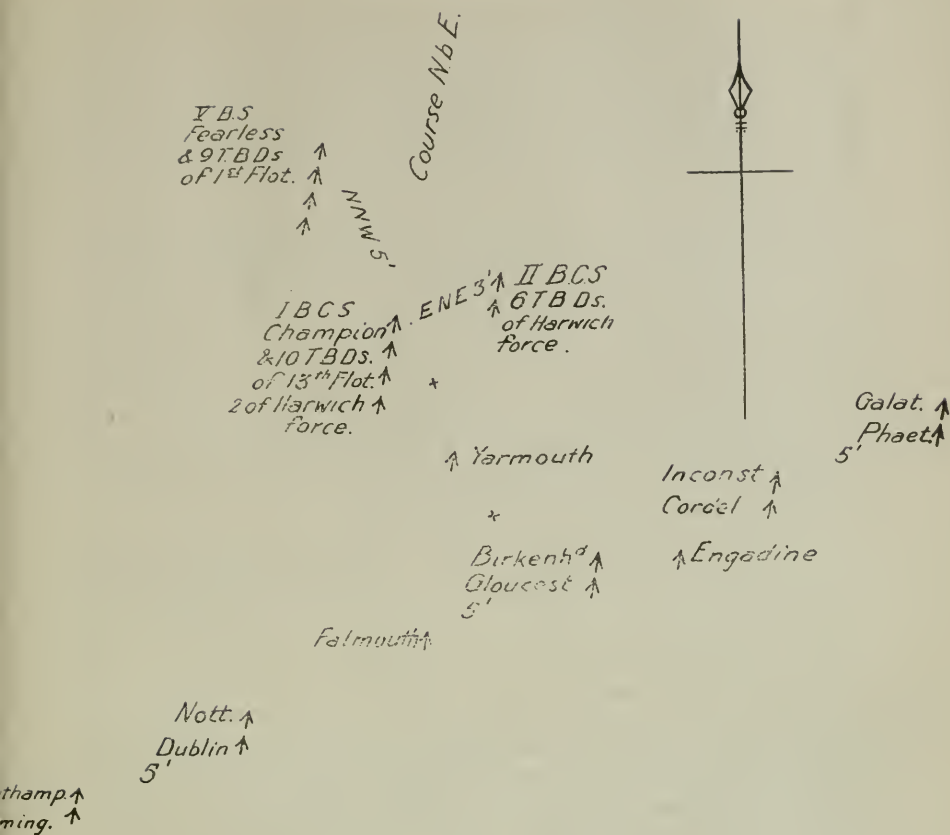 Course N.b E.
V B.S
Fearless
& 9 T.B Ds
of 1st Flot.
NNW 5'
ENE 3'
II B.C.S
6 T B Ds.
of Harwich
force.
I B C S
Champion
& 10 T B Ds.
of 13th Flot.
2 of Harwich
force.
Galat.
Phaet.
5'
Yarmouth
Inconst
Cordel
Birkenhd
Gloucest
5'
Engadine
Falmouth
Nott.
Dublin
5'
thamp.
ming.